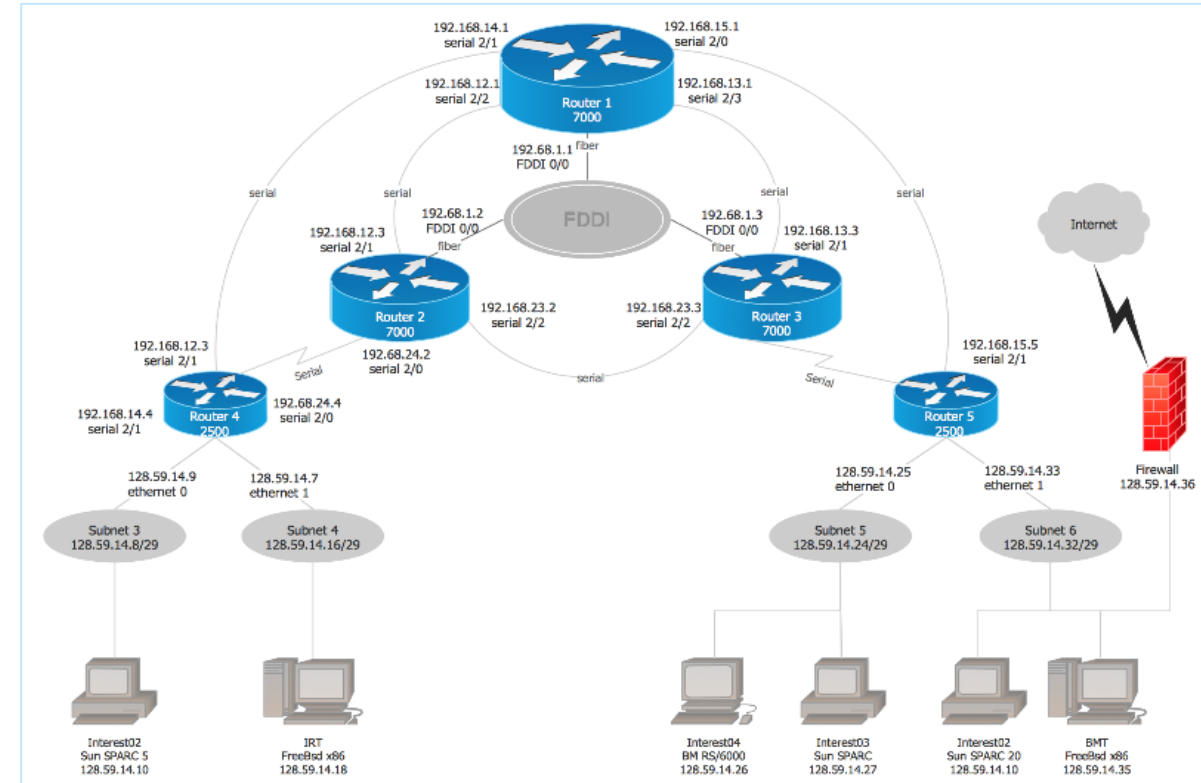 192.168.14.1
serial 2/1
192.168.15.1
serial 2/0
192.168.12.1
serial 2/2
192.168.13.1
serial 2/3
Router 1
7000
192.68.1.1
FDDI 0/0
fiber
serial
serial
serial
serial
FDDI
192.68.1.2
FDDI 0/0
fiber
192.68.1.3
FDDI 0/0
fiber
Internet
192.168.12.3
serial 2/1
192.168.13.3
serial 2/1
Router 2
7000
192.168.23.2
serial 2/2
192.168.23.3
serial 2/2
Router 3
7000
192.168.12.3
serial 2/1
192.68.24.2
serial 2/0
Serial
serial
Serial
192.168.15.5
serial 2/1
192.168.14.4
serial 2/1
Router 4
2500
192.68.24.4
serial 2/0
Router 5
2500
128.59.14.9
ethernet 0
128.59.14.7
ethernet 1
128.59.14.25
ethernet 0
128.59.14.33
ethernet 1
Firewall
128.59.14.36
Subnet 3
128.59.14.8/29
Subnet 4
128.59.14.16/29
Subnet 5
128.59.14.24/29
Subnet 6
128.59.14.32/29
Interest02
Sun SPARC 5
128.59.14.10
IRT
FreeBsd x86
128.59.14.18
Interest04
BM RS/6000
128.59.14.26
Interest03
Sun SPARC
128.59.14.27
Interest02
Sun SPARC 20
128.59.14.10
BMT
FreeBsd x86
128.59.14.35